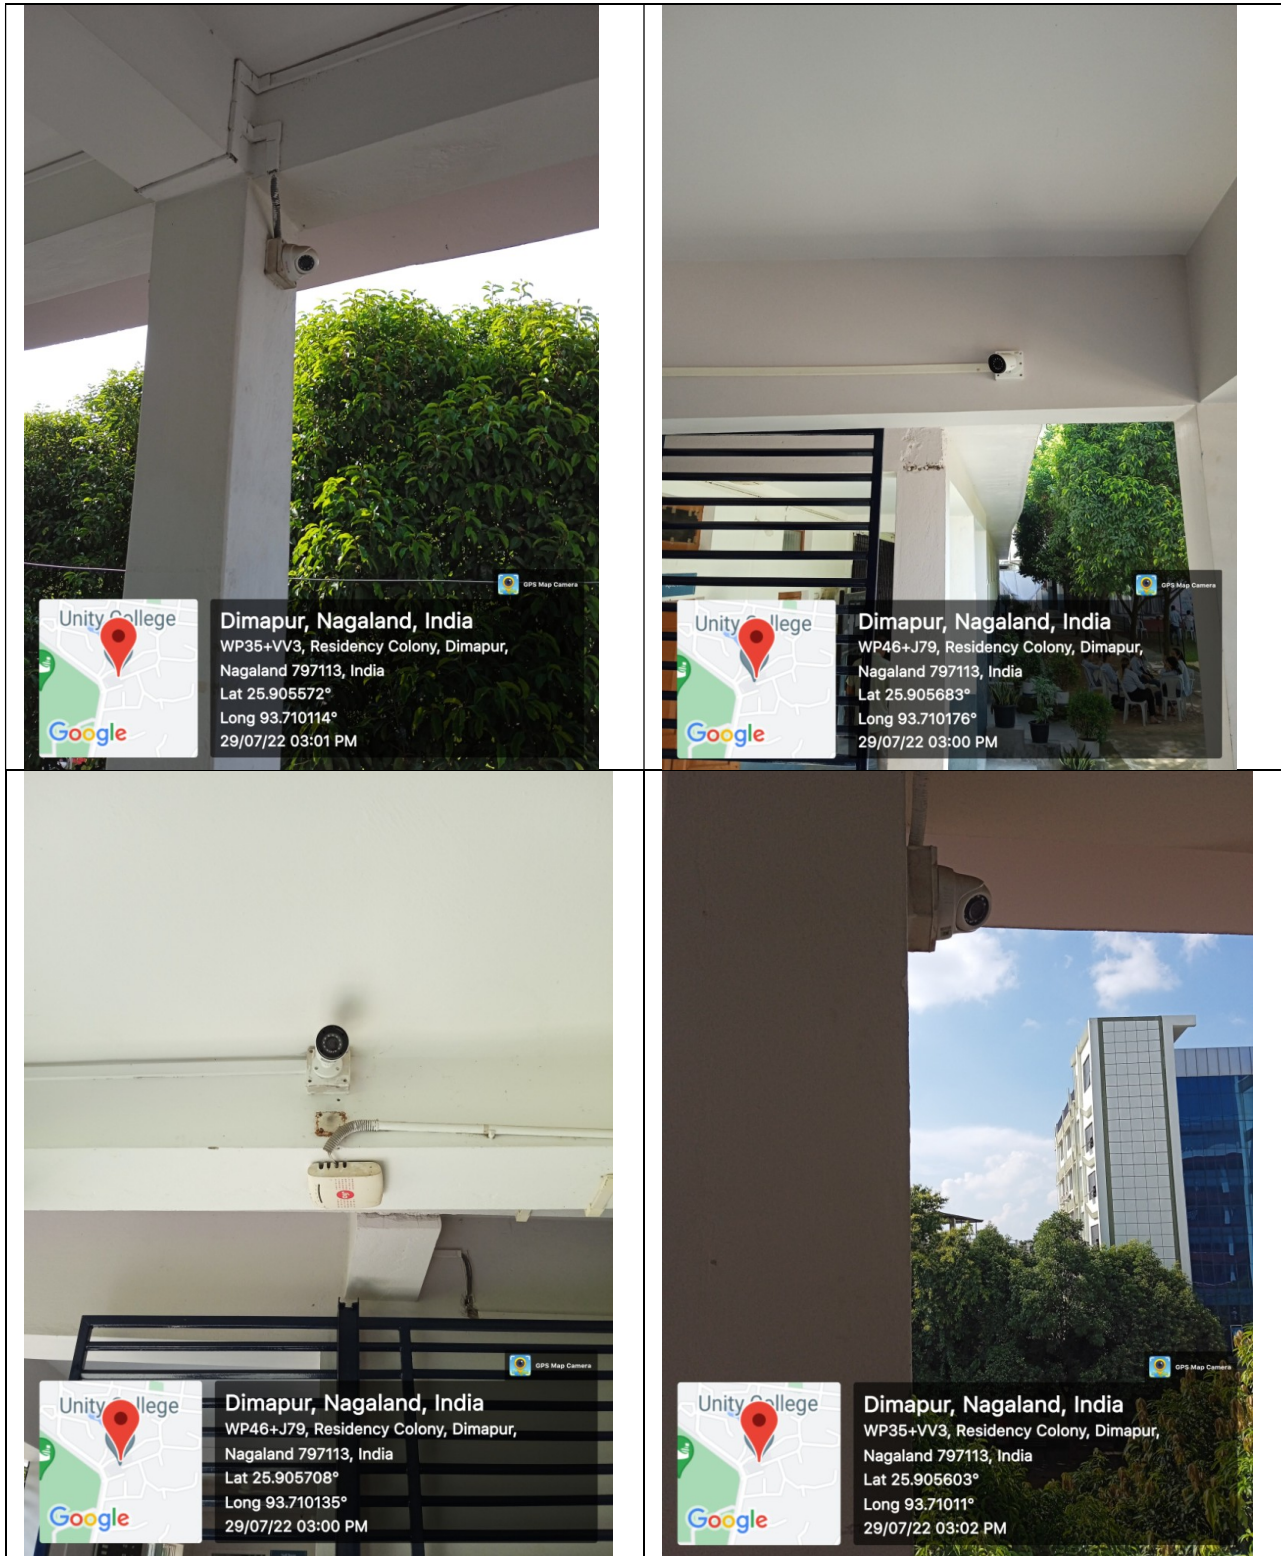 GPS Map Camera
Unity College
Google
Dimapur, Nagaland, India
WP35+VV3, Residency Colony, Dimapur,
Nagaland 797113, India
Lat 25.905572°
Long 93.710114°
29/07/22 03:01 PM
GPS Map Camera
Unity College
Google
Dimapur, Nagaland, India
WP46+J79, Residency Colony, Dimapur,
Nagaland 797113, India
Lat 25.905683°
Long 93.710176°
29/07/22 03:00 PM
GPS Map Camera
Unity College
Google
Dimapur, Nagaland, India
WP46+J79, Residency Colony, Dimapur,
Nagaland 797113, India
Lat 25.905708°
Long 93.710135°
29/07/22 03:00 PM
GPS Map Camera
Unity College
Google
Dimapur, Nagaland, India
WP35+VV3, Residency Colony, Dimapur,
Nagaland 797113, India
Lat 25.905603°
Long 93.71011°
29/07/22 03:02 PM